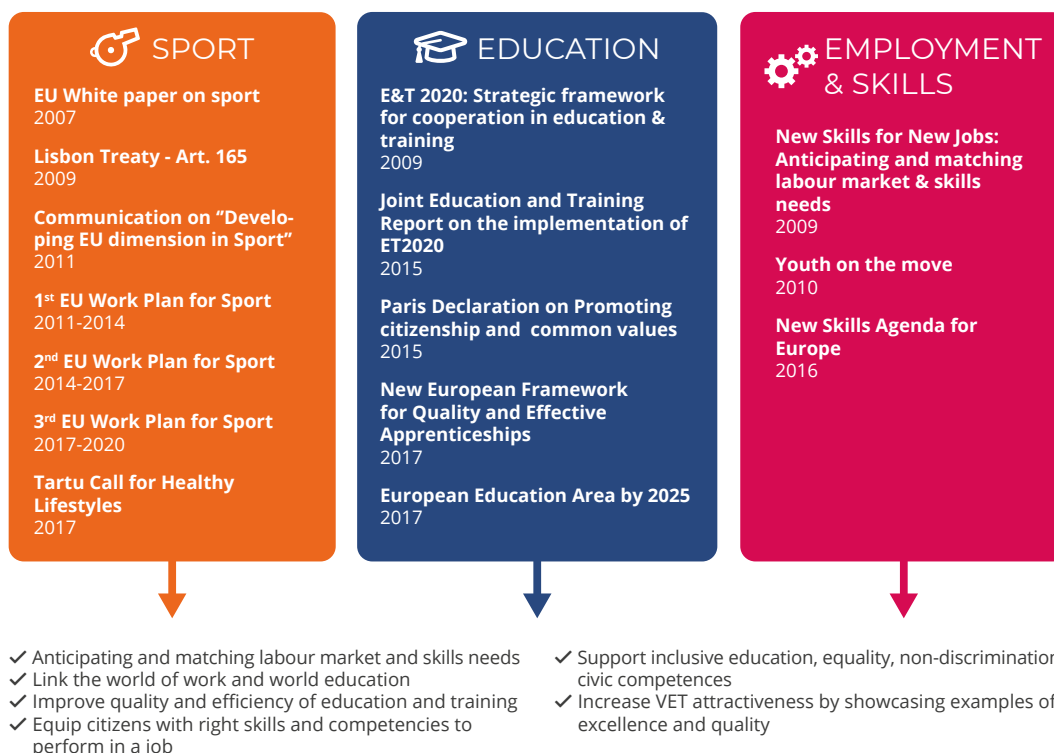 SPORT
EU White paper on sport
2007
Lisbon Treaty - Art. 165
2009
Communication on “Develo-
ping EU dimension in Sport”
2011
1st EU Work Plan for Sport
2011-2014
2nd EU Work Plan for Sport
2014-2017
3rd EU Work Plan for Sport
2017-2020
Tartu Call for Healthy
Lifestyles
2017
EDUCATION
E&T 2020: Strategic framework
for cooperation in education &
training
2009
Joint Education and Training
Report on the implementation of
ET2020
2015
Paris Declaration on Promoting
citizenship and common values
2015
New European Framework
for Quality and Effective
Apprenticeships
2017
European Education Area by 2025
2017
EMPLOYMENT
& SKILLS
New Skills for New Jobs:
Anticipating and matching
labour market & skills
needs
2009
Youth on the move
2010
New Skills Agenda for
Europe
2016
✓ Anticipating and matching labour market and skills needs
✓ Link the world of work and world education
✓ Improve quality and efficiency of education and training
✓ Equip citizens with right skills and competencies to
perform in a job
✓ Support inclusive education, equality, non-discrimination
civic competences
✓ Increase VET attractiveness by showcasing examples of
excellence and quality